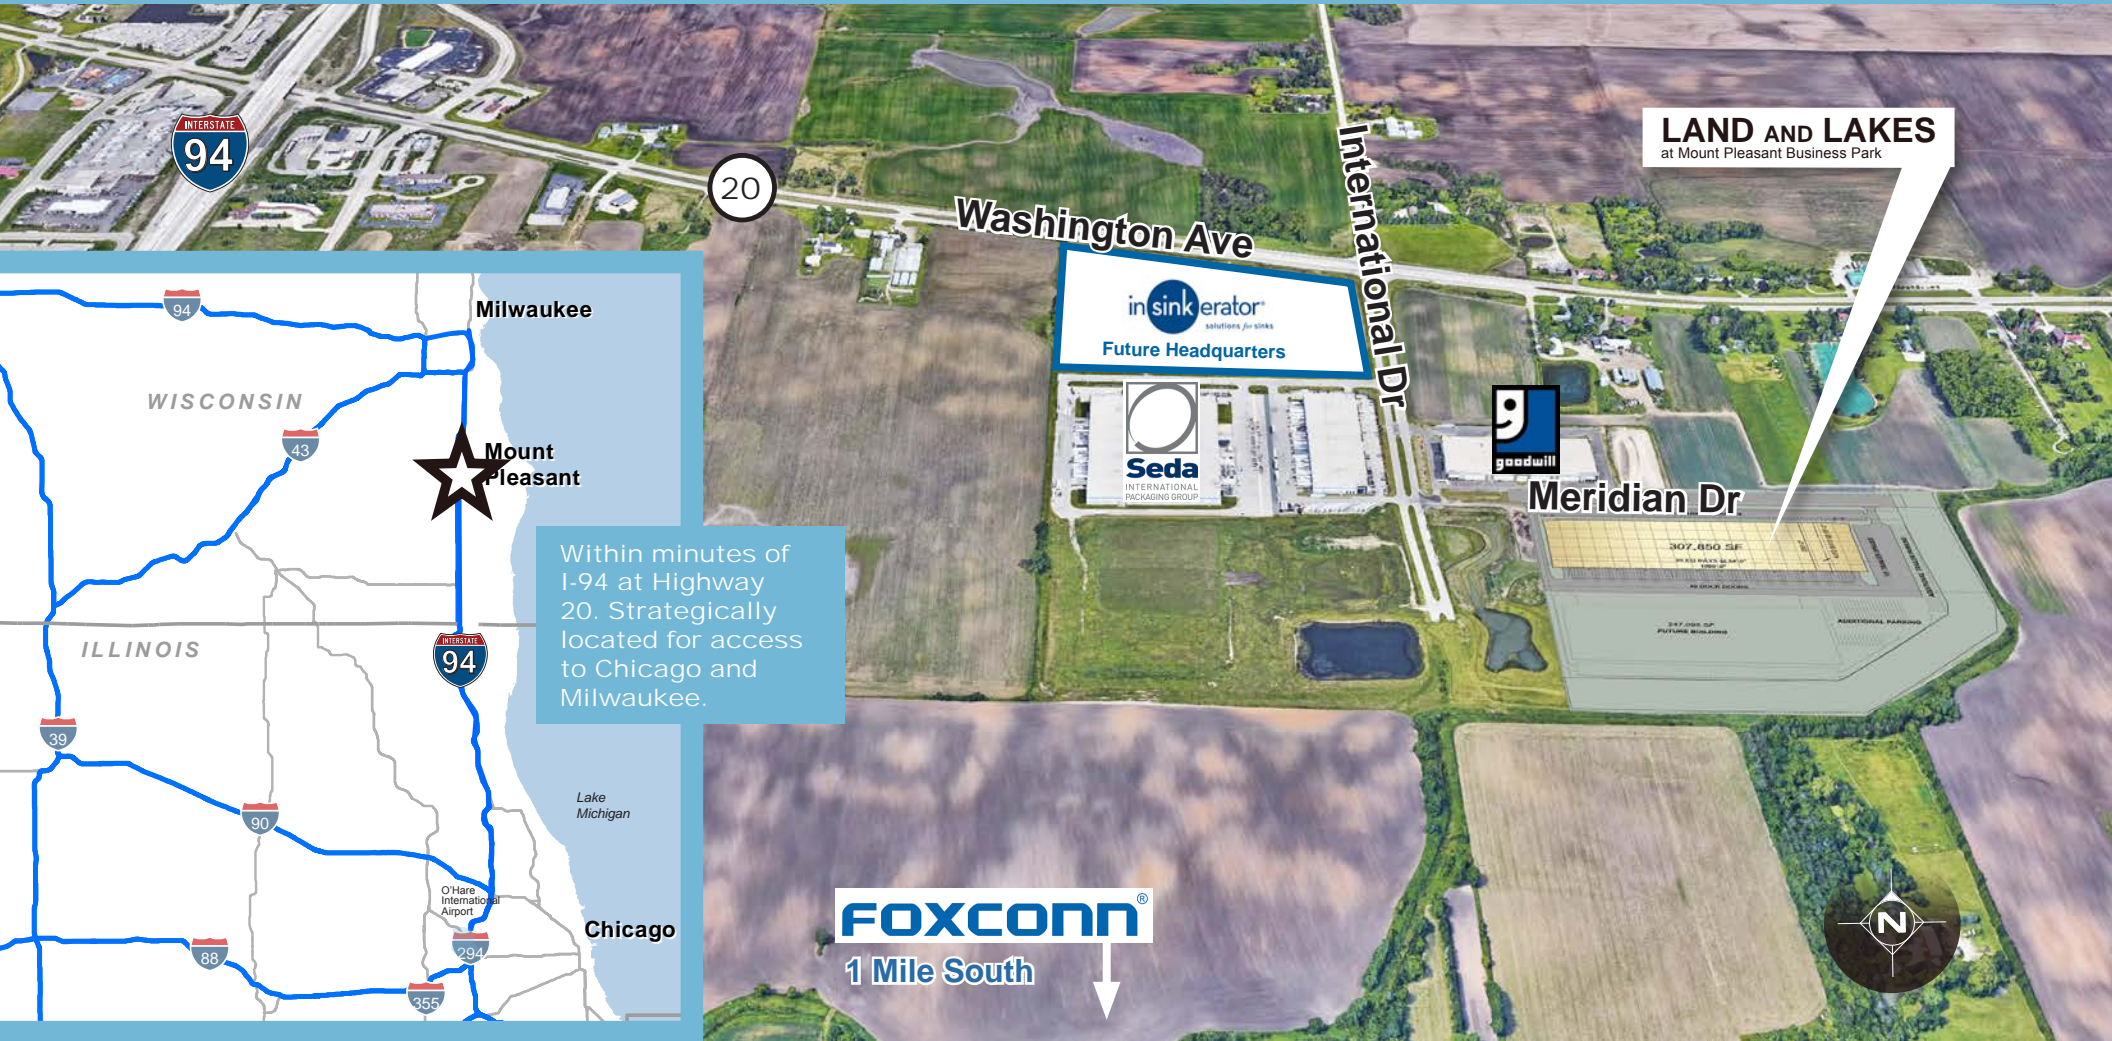 INTERSTATE
94
20
Washington Ave
International Dr
LAND AND LAKES
at Mount Pleasant Business Park
insinkerator
solutions for sinks
Future Headquarters
Seda
INTERNATIONAL
PACKAGING GROUP
goodwill
Meridian Dr
307,850 SF
247,095 SF
FUTURE BUILDING
ADDITIONAL PARKING
94
Milwaukee
WISCONSIN
43
Mount
Pleasant
ILLINOIS
INTERSTATE
94
Within minutes of
I-94 at Highway
20. Strategically
located for access
to Chicago and
Milwaukee.
39
90
Lake
Michigan
O'Hare
International
Airport
Chicago
88
294
355
FOXCONN®
1 Mile South
N